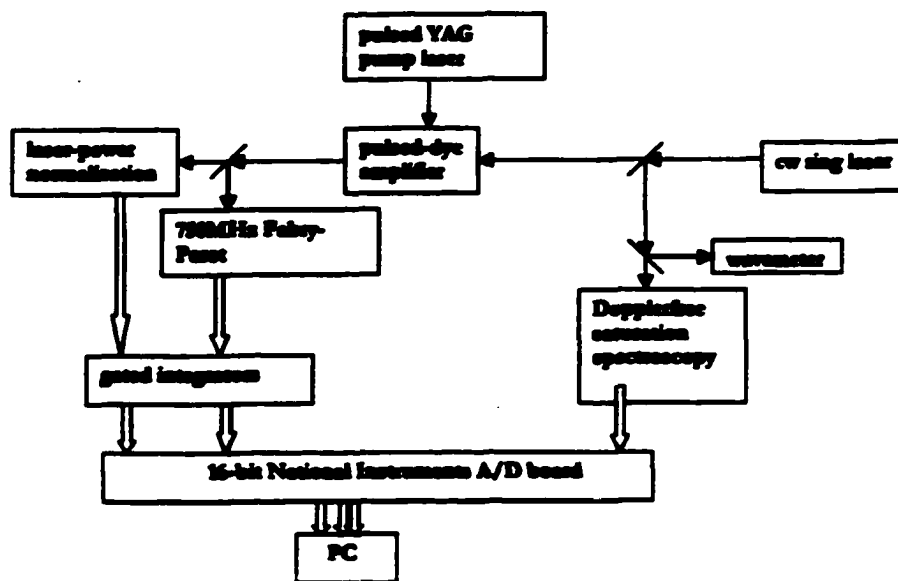 pulsed YAG
pump laser
laser-power
normalization
pulsed-dye
amplifier
cw ring laser
750MHz Fabry-
Perot
wavemeter
Dopplerfree
saturation
spectroscopy
gated integrators
16-bit National Instruments A/D board
PC